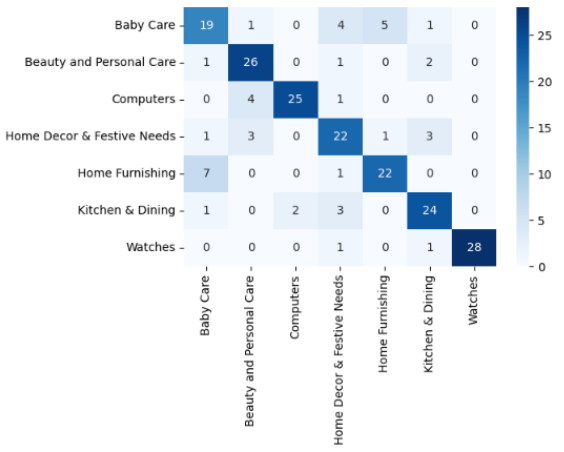 Baby Care 19 1 0 4 5 1 0
Beauty and Personal Care 1 26 0 1 0 2 0
Computers 0 4 25 1 0 0 0
Home Decor & Festive Needs 1 3 0 22 1 3 0
Home Furnishing 7 0 0 1 22 0 0
Kitchen & Dining 1 0 2 3 0 24 0
Watches 0 0 0 1 0 1 28
Baby Care
Beauty and Personal Care
Computers
Home Decor & Festive Needs
Home Furnishing
Kitchen & Dining
Watches
25
20
15
10
5
0